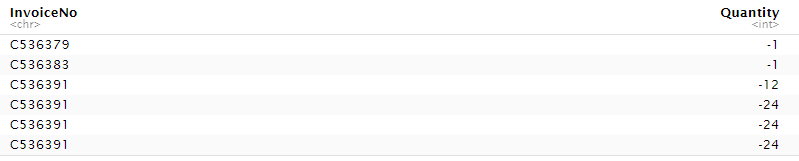 InvoiceNo Quantity
<chr> <int>
C536379 -1
C536383 -1
C536391 -12
C536391 -24
C536391 -24
C536391 -24